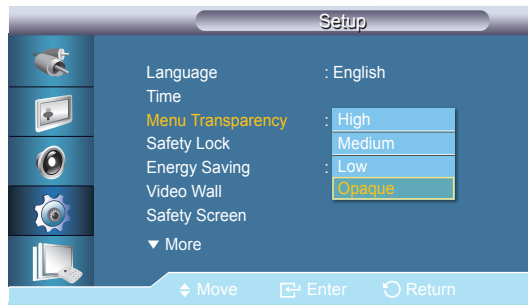 Setup
Language : English
Time
Menu Transparency : High
Safety Lock Medium
Energy Saving : Low
Video Wall Opaque
Safety Screen
▼ More
Move Enter Return